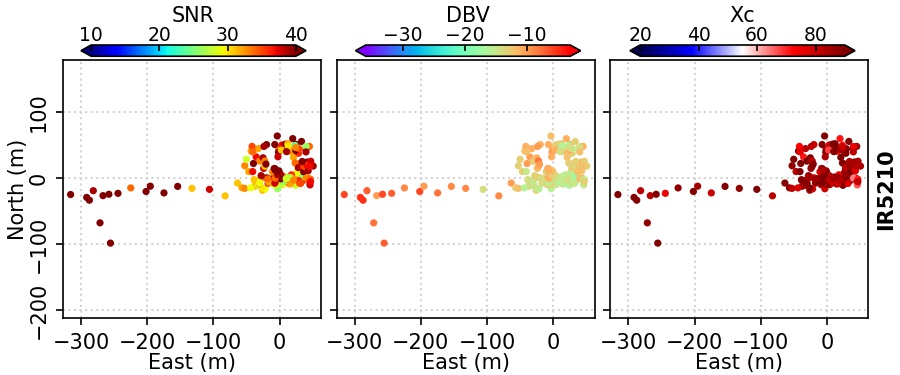 SNR DBV Xc
10 20 30 40 −30 −20 −10 20 40 60 80
100
0
−100
−200
North (m)
−300 −200 −100 0 −300 −200 −100 0 −300 −200 −100 0
East (m) East (m) East (m)
IR5210